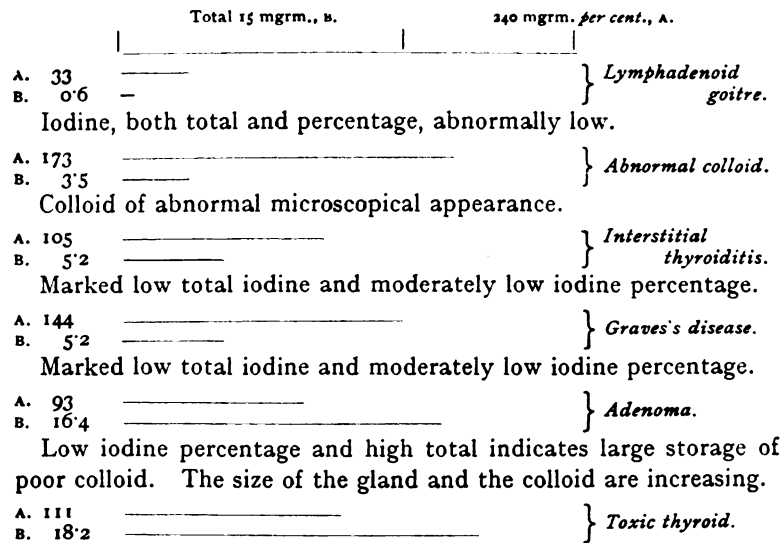 Total 15 mgrm., B. 240 mgrm. per cent., A.
A. 33 } Lymphadenoid
B. 0·6 goitre.
Iodine, both total and percentage, abnormally low.
A. 173 } Abnormal colloid.
B. 3·5
Colloid of abnormal microscopical appearance.
A. 105 } Interstitial
B. 5·2 thyroiditis.
Marked low total iodine and moderately low iodine percentage.
A. 144 } Graves's disease.
B. 5·2
Marked low total iodine and moderately low iodine percentage.
A. 93 } Adenoma.
B. 16·4
Low iodine percentage and high total indicates large storage of
poor colloid. The size of the gland and the colloid are increasing.
A. 111 } Toxic thyroid.
B. 18·2